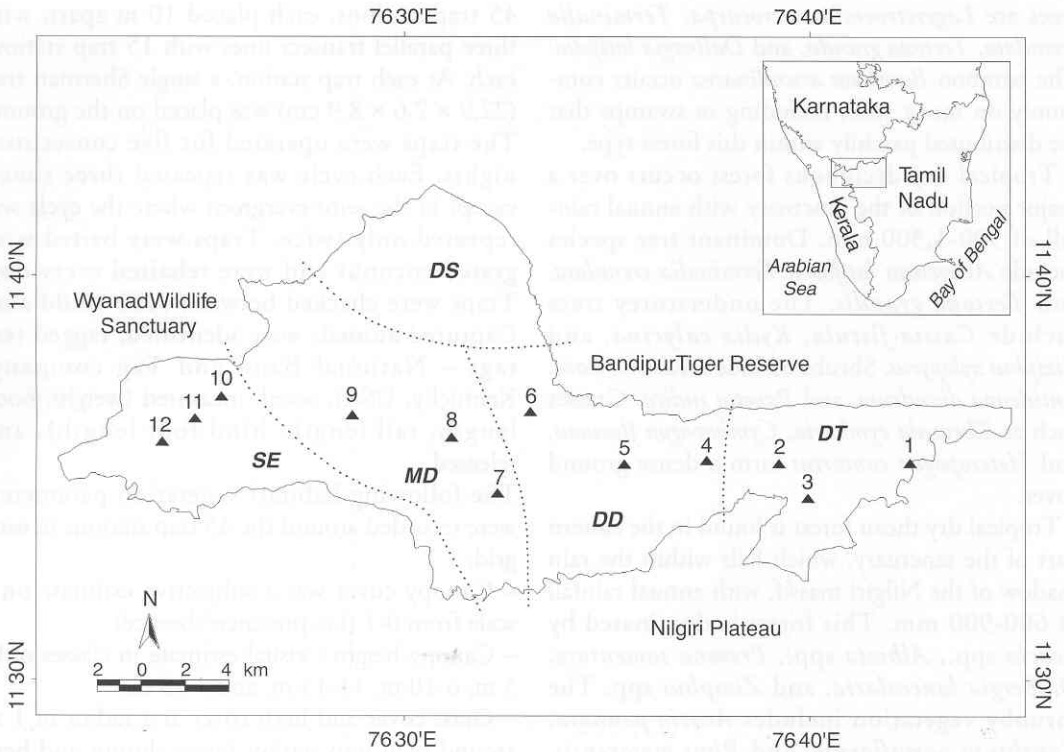 76°30'E
76°40'E
Karnataka
Tamil
Nadu
Kerala
Arabian
Sea
Bay of Bengal
11°40'N
11°40'N
WyanadWildlife
Sanctuary
DS
BandipurTiger Reserve
10
11
12
9
8
6
7
SE
MD
DD
DT
5
4
2
1
3
Nilgiri Plateau
N
2 0 2 4 km
11°30'N
11°30'N
76°30'E
76°40'E